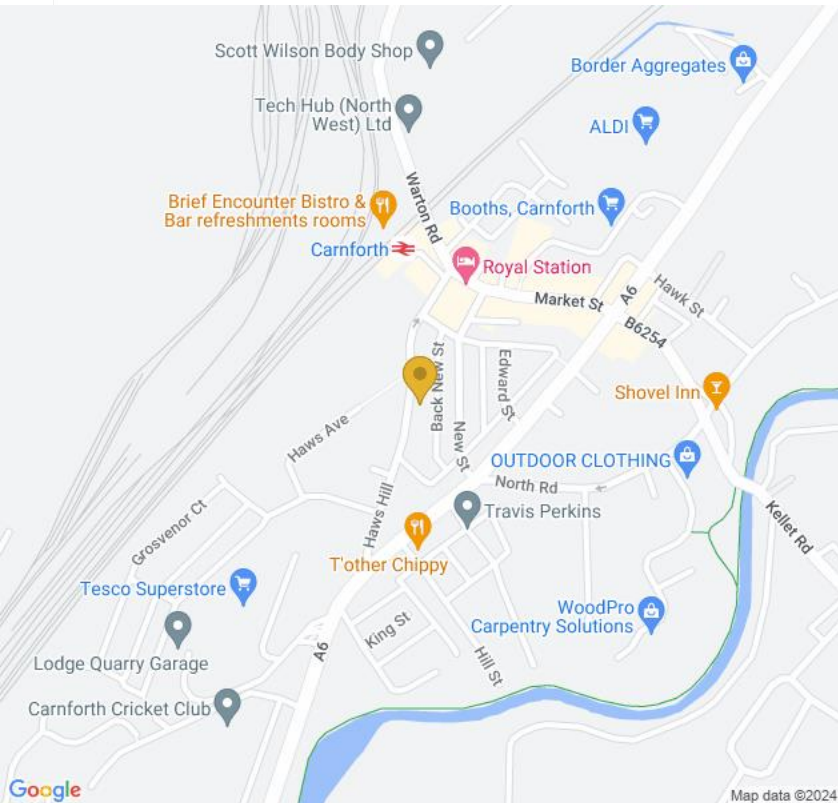 Scott Wilson Body Shop
Border Aggregates
Tech Hub (North
West) Ltd
ALDI
Warton Rd
Brief Encounter Bistro &
Bar refreshments rooms
Booths, Carnforth
Carnforth
Royal Station
Market St
A6
Hawk St
B6254
Back New St
Edward St
Shovel Inn
Haws Ave
New St
OUTDOOR CLOTHING
North Rd
Haws Hill
Grosvenor Ct
Travis Perkins
Kellet Rd
T'other Chippy
Tesco Superstore
WoodPro
Carpentry Solutions
King St
A6
Lodge Quarry Garage
Hill St
Carnforth Cricket Club
Google
Map data ©2024